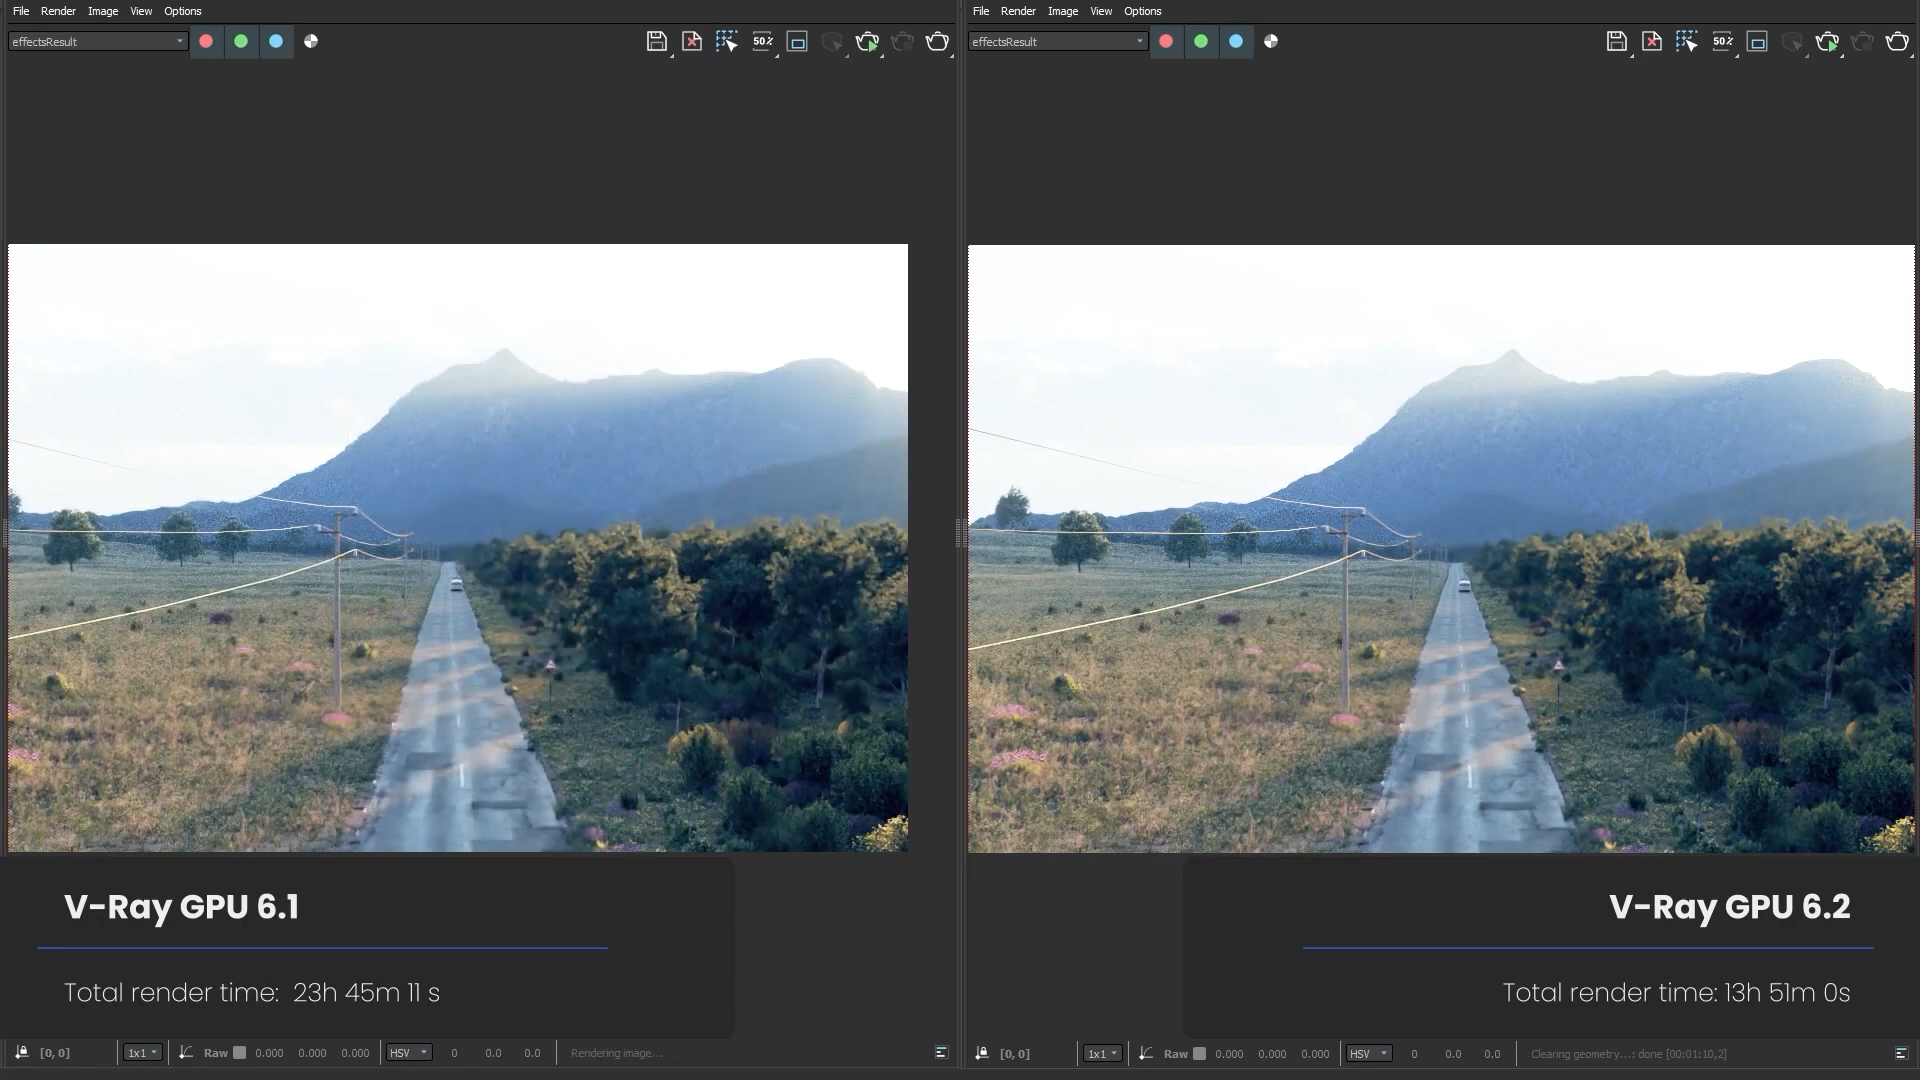 File Render Image View Options
effectsResult
50%
V-Ray GPU 6.1
Total render time: 23h 45m 11 s
[0, 0] 1x1 Raw 0.000 0.000 0.000 HSV 0 0.0 0.0 Rendering image...
File Render Image View Options
effectsResult
50%
V-Ray GPU 6.2
Total render time: 13h 51m 0s
[0, 0] 1x1 Raw 0.000 0.000 0.000 HSV 0 0.0 0.0 Clearing geometry...: done [00:01:10,2]